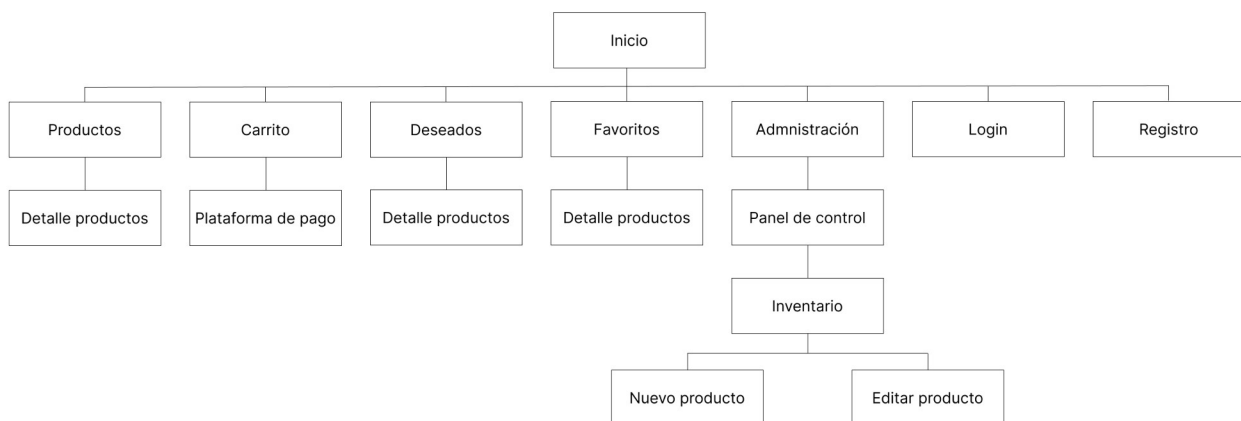 Inicio
Productos
Carrito
Deseados
Favoritos
Admnistración
Login
Registro
Detalle productos
Plataforma de pago
Detalle productos
Detalle productos
Panel de control
Inventario
Nuevo producto
Editar producto